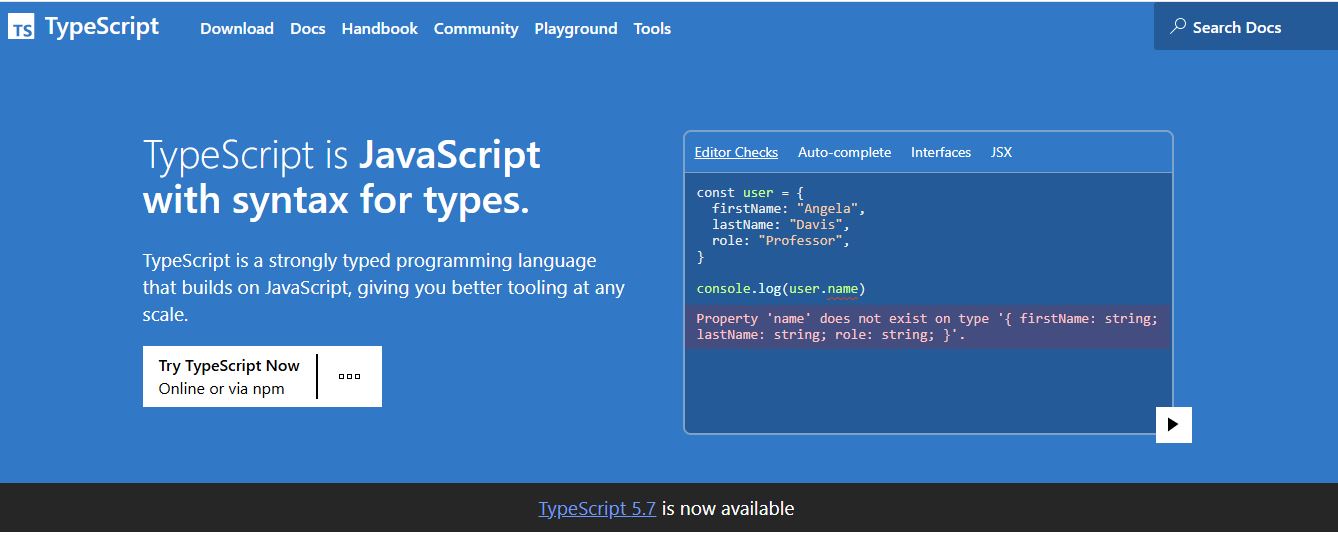 TS TypeScript Download Docs Handbook Community Playground Tools Search Docs
TypeScript is JavaScript
with syntax for types.
TypeScript is a strongly typed programming language
that builds on JavaScript, giving you better tooling at any
scale.
Try TypeScript Now
Online or via npm
Editor Checks Auto-complete Interfaces JSX
const user = {
  firstName: "Angela",
  lastName: "Davis",
  role: "Professor",
}
console.log(user.name)
Property 'name' does not exist on type '{ firstName: string;
lastName: string; role: string; }'.
TypeScript 5.7 is now available